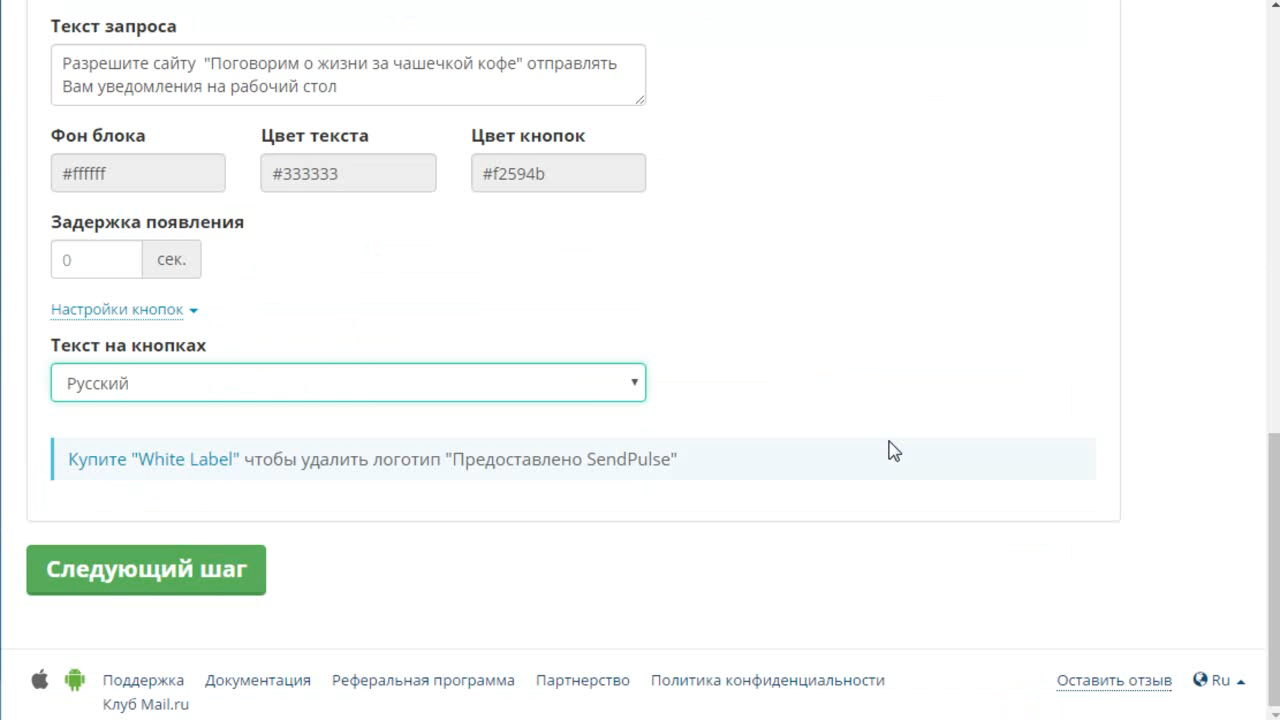 Текст запроса
Разрешите сайту "Поговорим о жизни за чашечкой кофе" отправлять
Вам уведомления на рабочий стол
Фон блока Цвет текста Цвет кнопок
#ffffff #333333 #f2594b
Задержка появления
0 сек.
Настройки кнопок
Текст на кнопках
Русский
Купите "White Label" чтобы удалить логотип "Предоставлено SendPulse"
Следующий шаг
Поддержка Документация Реферальная программа Партнерство Политика конфиденциальности Оставить отзыв Ru
Клуб Mail.ru